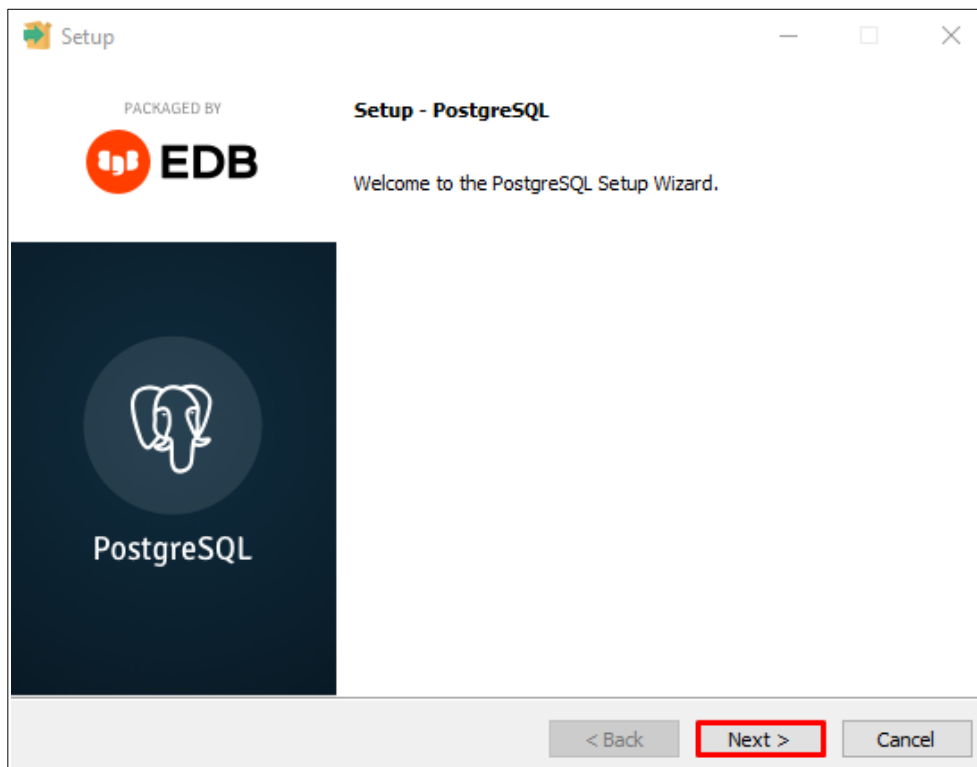 Setup
PACKAGED BY
EDB
Setup - PostgreSQL
Welcome to the PostgreSQL Setup Wizard.
PostgreSQL
< Back
Next >
Cancel